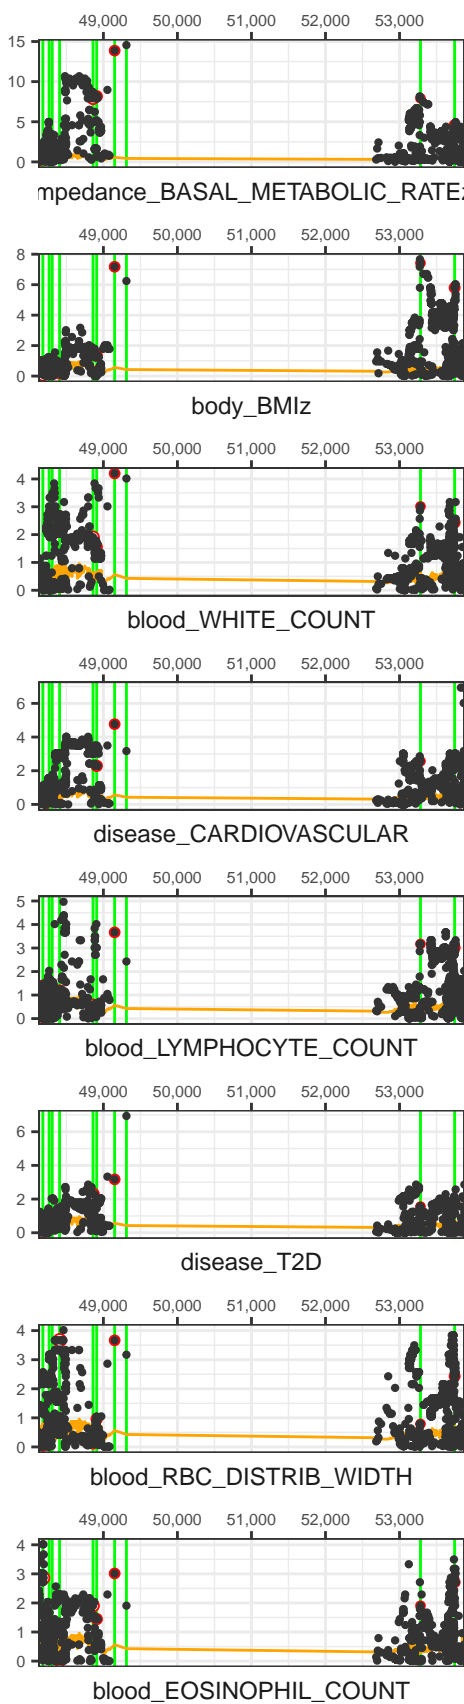 49,000 50,000 51,000 52,000 53,000
15
10
5
0
mpedance_BASAL_METABOLIC_RATEz
49,000 50,000 51,000 52,000 53,000
8
6
4
2
0
body_BMIz
49,000 50,000 51,000 52,000 53,000
4
3
2
1
0
blood_WHITE_COUNT
49,000 50,000 51,000 52,000 53,000
6
4
2
0
disease_CARDIOVASCULAR
49,000 50,000 51,000 52,000 53,000
5
4
3
2
1
0
blood_LYMPHOCYTE_COUNT
49,000 50,000 51,000 52,000 53,000
6
4
2
0
disease_T2D
49,000 50,000 51,000 52,000 53,000
4
3
2
1
0
blood_RBC_DISTRIB_WIDTH
49,000 50,000 51,000 52,000 53,000
4
3
2
1
0
blood_EOSINOPHIL_COUNT